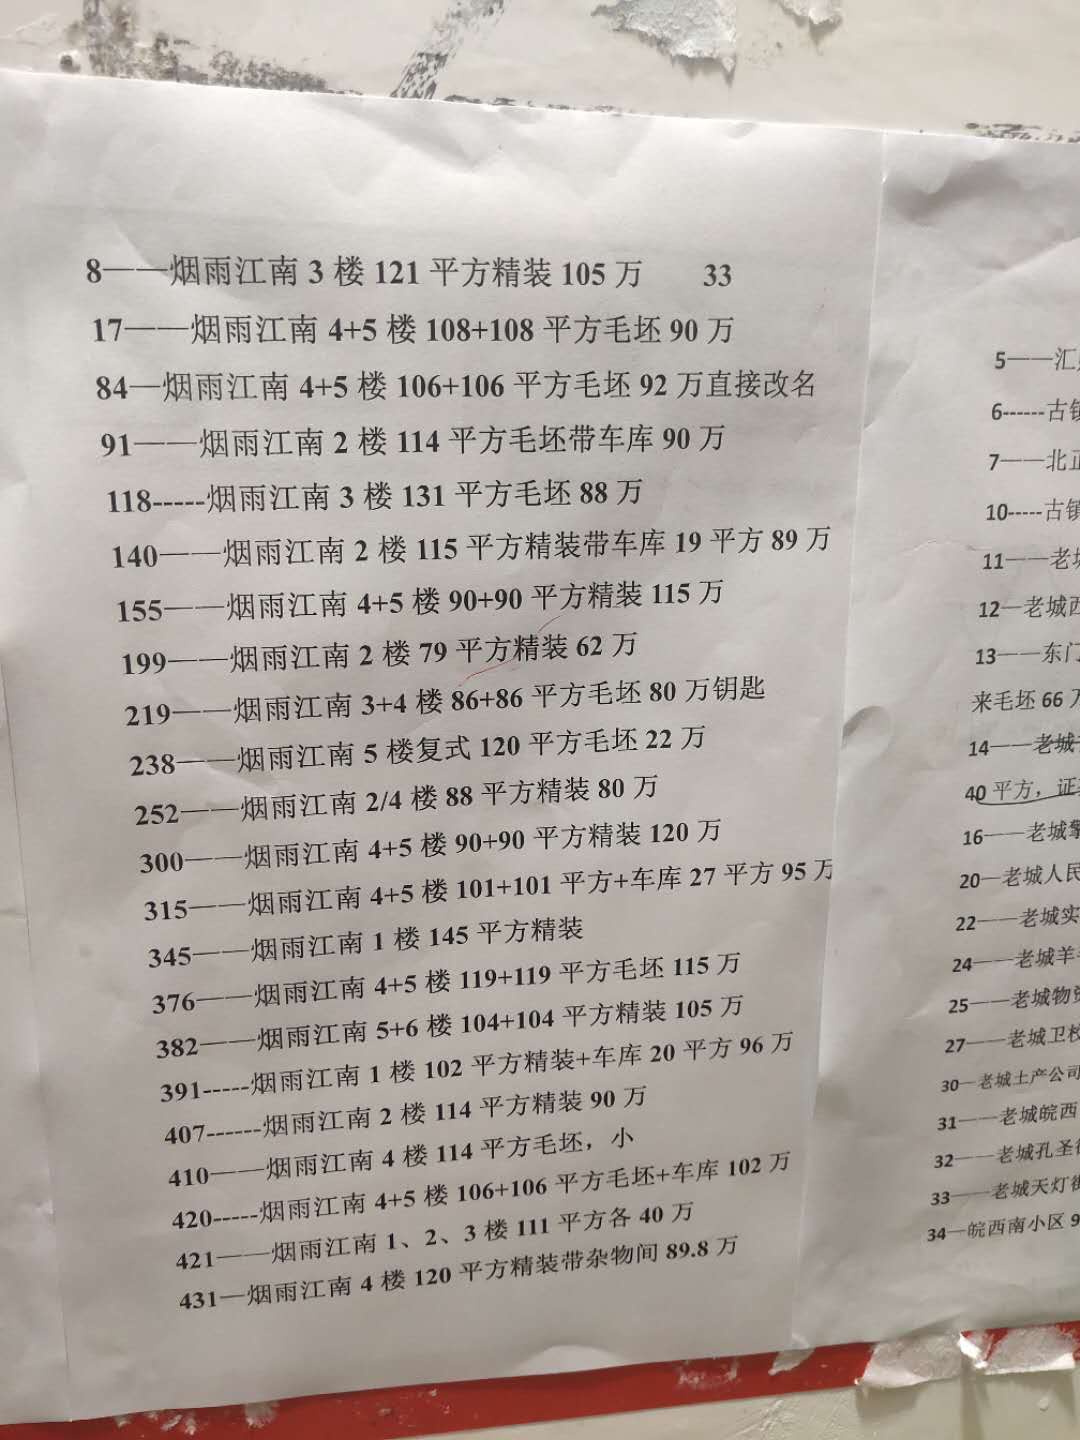 8——烟雨江南 3 楼 121 平方精装 105 万 33
17——烟雨江南 4+5 楼 108+108 平方毛坯 90 万
84—烟雨江南 4+5 楼 106+106 平方毛坯 92 万直接改名
91——烟雨江南 2 楼 114 平方毛坯带车库 90 万
118-----烟雨江南 3 楼 131 平方毛坯 88 万
140——烟雨江南 2 楼 115 平方精装带车库 19 平方 89 万
155——烟雨江南 4+5 楼 90+90 平方精装 115 万
199——烟雨江南 2 楼 79 平方精装 62 万
219——烟雨江南 3+4 楼 86+86 平方毛坯 80 万钥匙
238——烟雨江南 5 楼复式 120 平方毛坯 22 万
252——烟雨江南 2/4 楼 88 平方精装 80 万
300——烟雨江南 4+5 楼 90+90 平方精装 120 万
315——烟雨江南 4+5 楼 101+101 平方+车库 27 平方 95 万
345——烟雨江南 1 楼 145 平方精装
376——烟雨江南 4+5 楼 119+119 平方毛坯 115 万
382——烟雨江南 5+6 楼 104+104 平方精装 105 万
391-----烟雨江南 1 楼 102 平方精装+车库 20 平方 96 万
407------烟雨江南 2 楼 114 平方精装 90 万
410——烟雨江南 4 楼 114 平方毛坯，小
420-----烟雨江南 4+5 楼 106+106 平方毛坯+车库 102 万
421——烟雨江南 1、2、3 楼 111 平方各 40 万
431—烟雨江南 4 楼 120 平方精装带杂物间 89.8 万
5——汇
6------古镇
7——北正
10-----古镇
11——老城
12—老城西
13——东门
来毛坯 66 万
14——老城
40 平方，证
16——老城
20—老城人民
22——老城实
24——老城羊
25——老城物资
27——老城卫校
30—老城土产公司
31——老城皖西
32——老城孔圣街
33——老城天灯街
34—皖西南小区 9